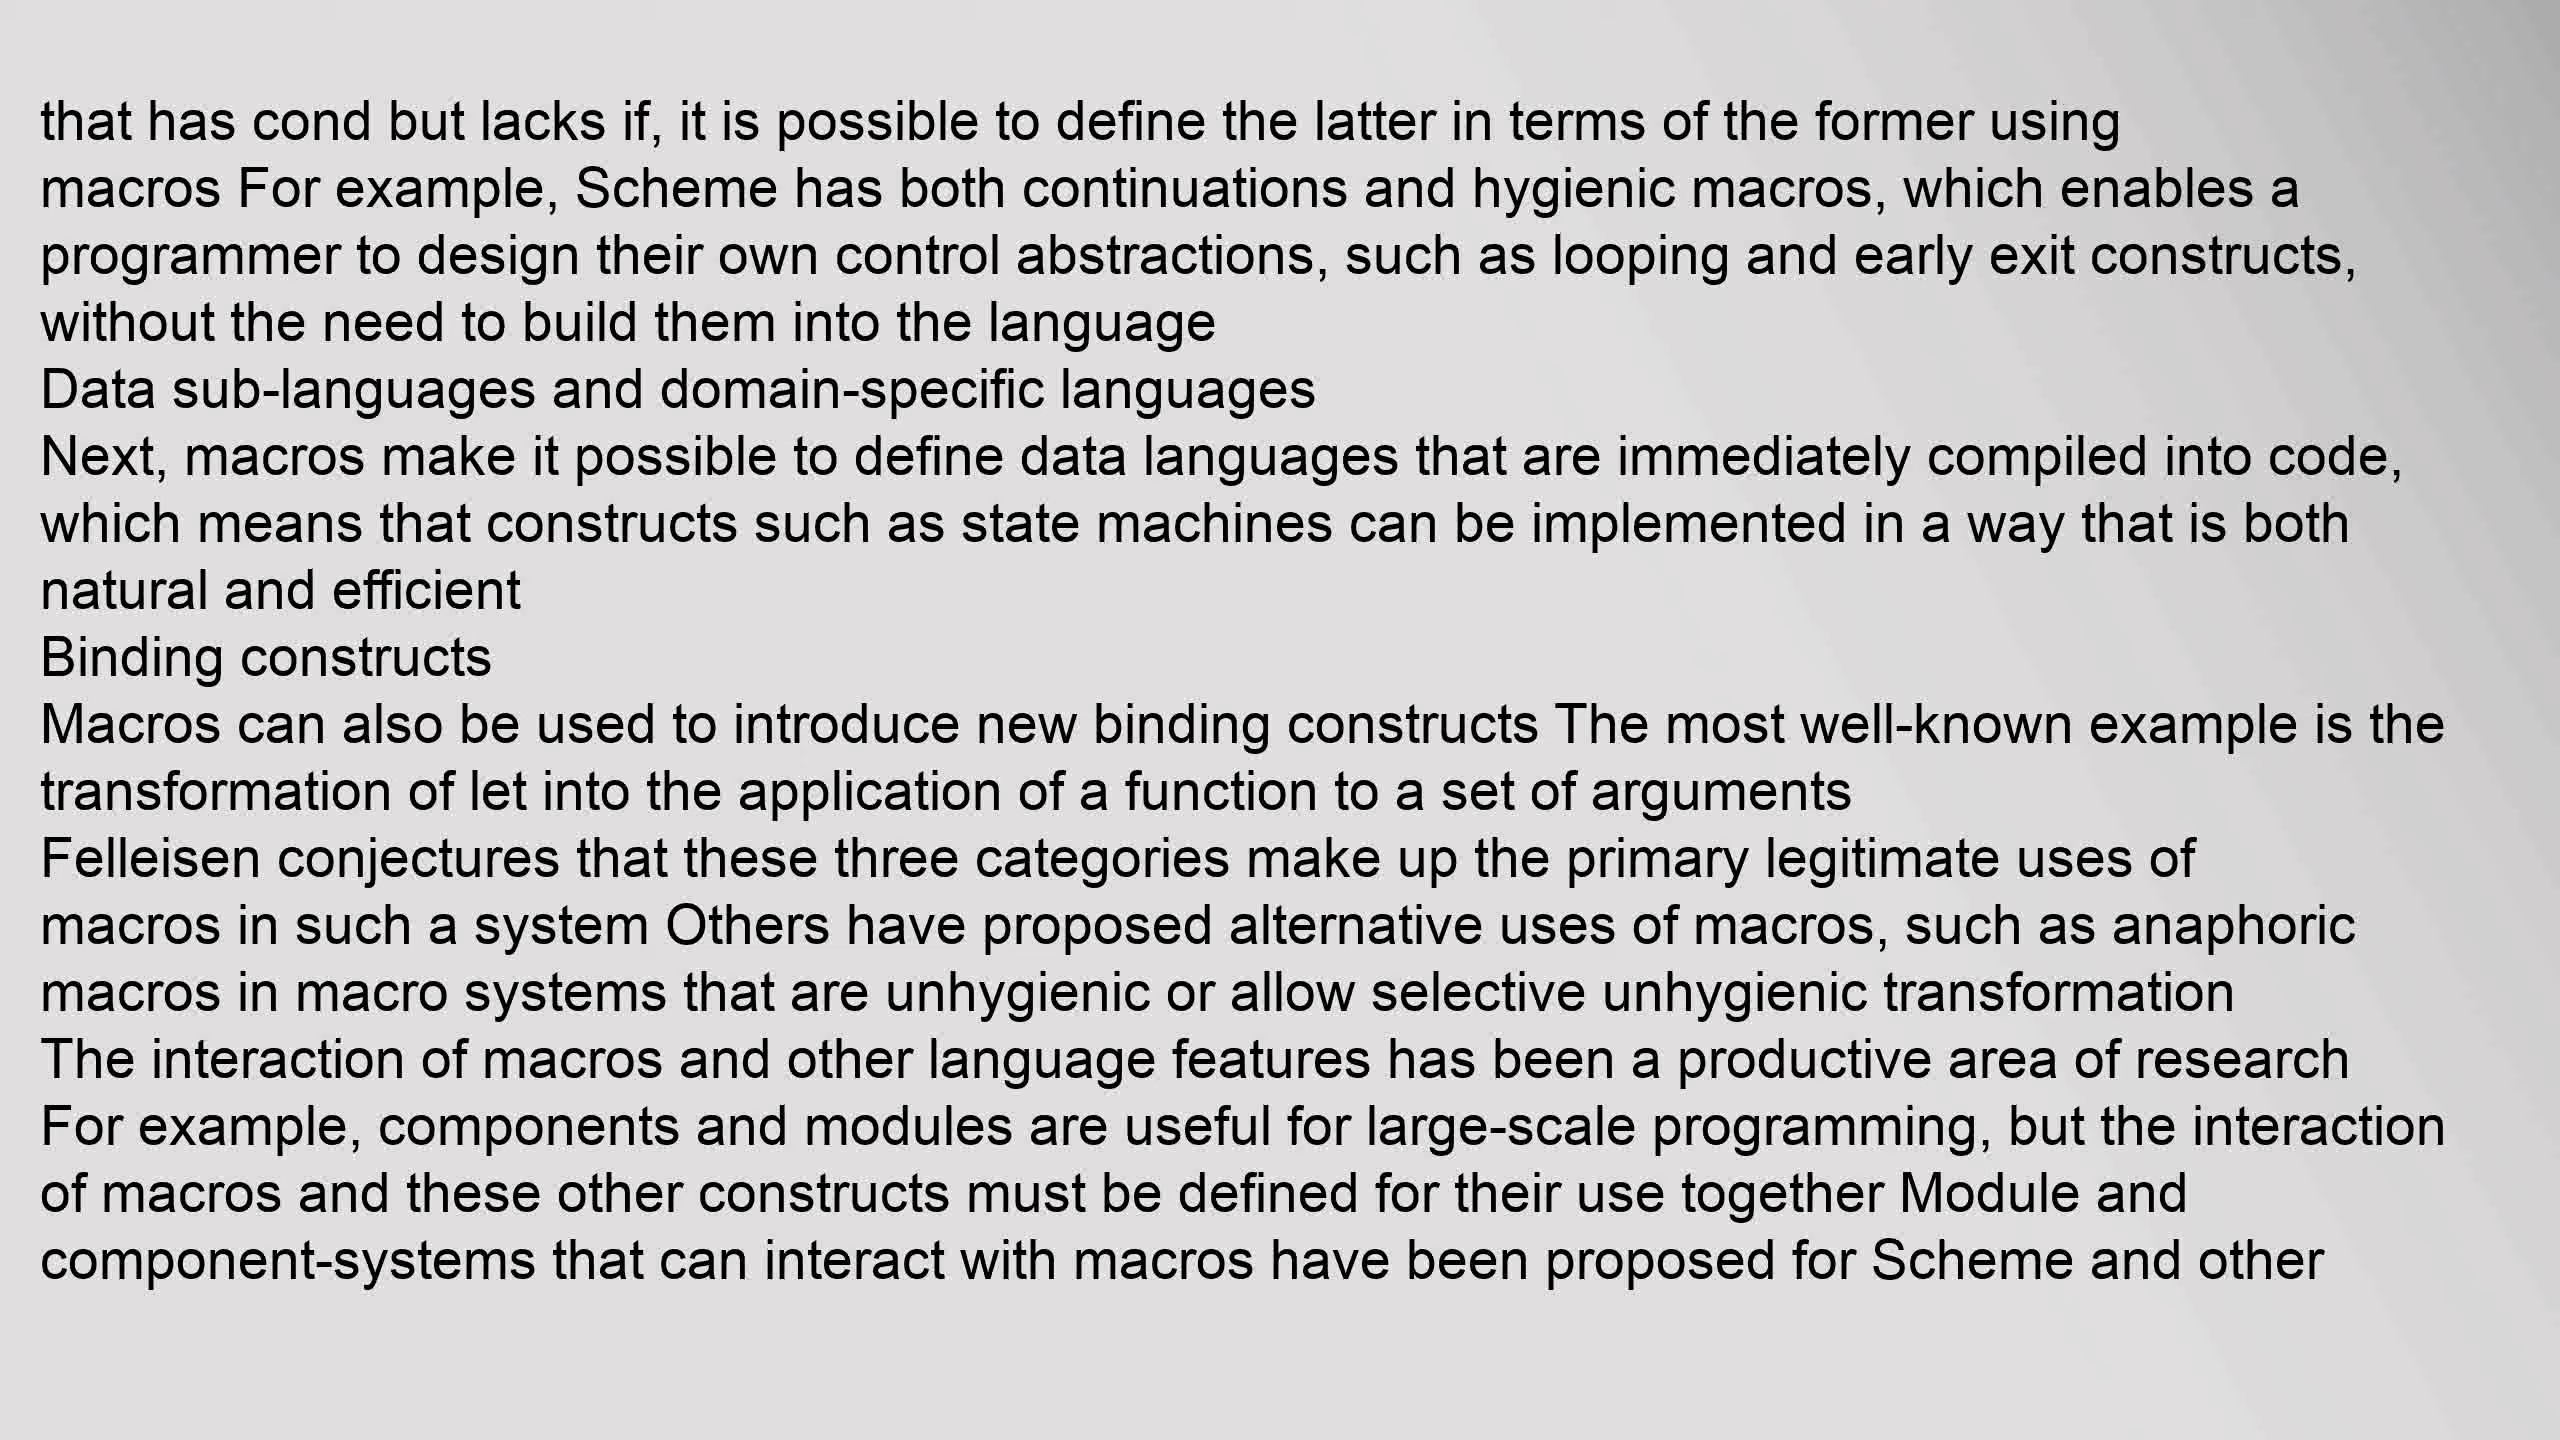 that has cond but lacks if, it is possible to define the latter in terms of the former using
macros For example, Scheme has both continuations and hygienic macros, which enables a
programmer to design their own control abstractions, such as looping and early exit constructs,
without the need to build them into the language
Data sub-languages and domain-specific languages
Next, macros make it possible to define data languages that are immediately compiled into code,
which means that constructs such as state machines can be implemented in a way that is both
natural and efficient
Binding constructs
Macros can also be used to introduce new binding constructs The most well-known example is the
transformation of let into the application of a function to a set of arguments
Felleisen conjectures that these three categories make up the primary legitimate uses of
macros in such a system Others have proposed alternative uses of macros, such as anaphoric
macros in macro systems that are unhygienic or allow selective unhygienic transformation
The interaction of macros and other language features has been a productive area of research
For example, components and modules are useful for large-scale programming, but the interaction
of macros and these other constructs must be defined for their use together Module and
component-systems that can interact with macros have been proposed for Scheme and other